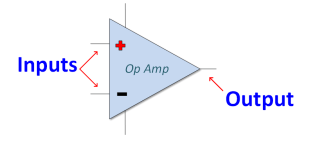 +
Inputs
Op Amp
-
Output